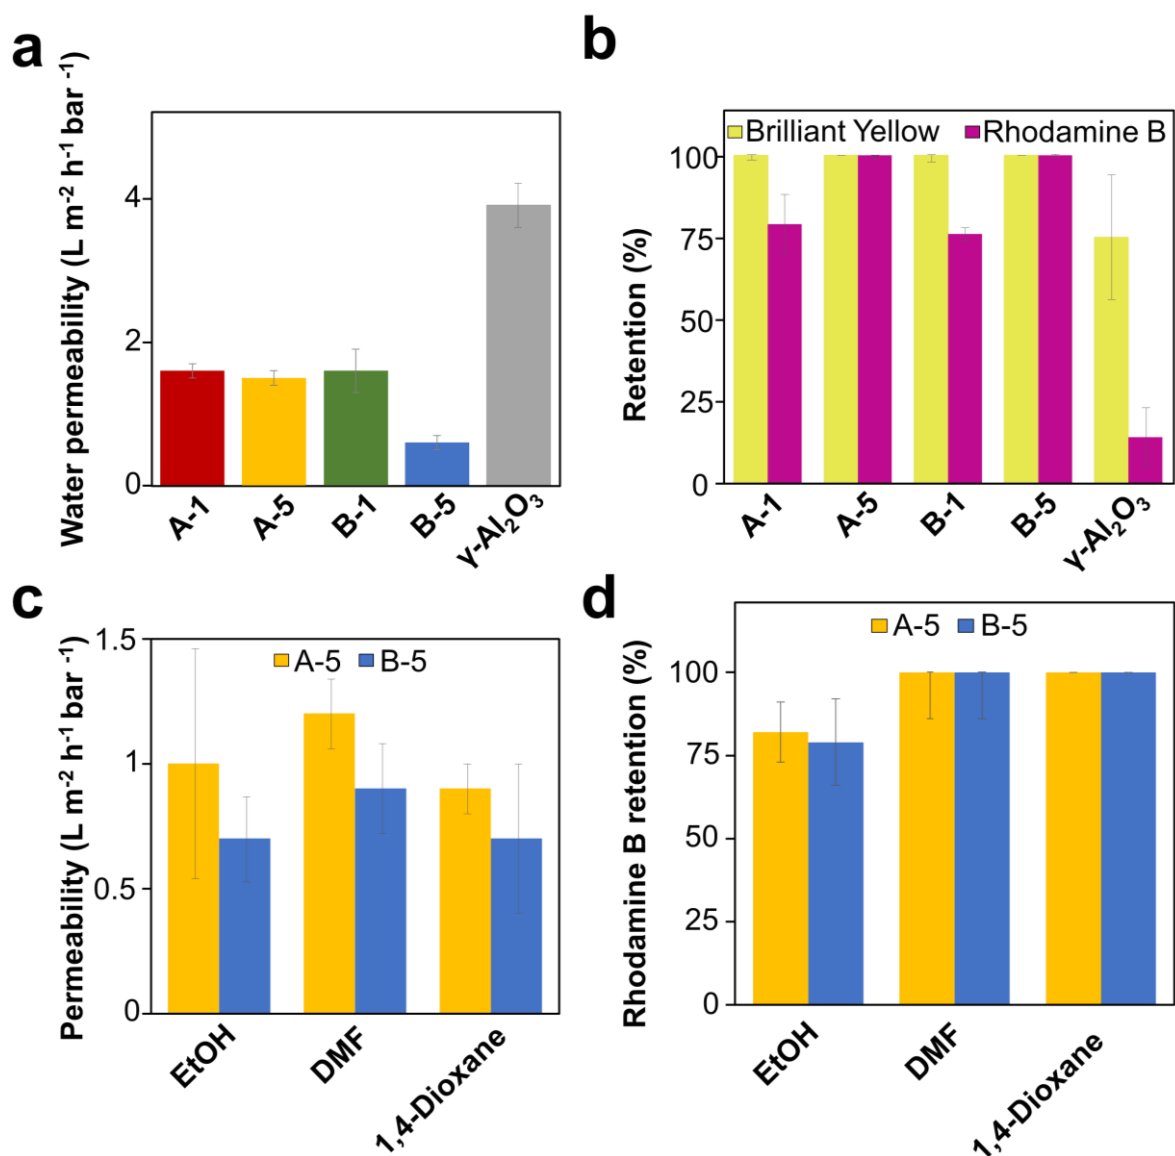 a
Water permeability (L m⁻² h⁻¹ bar ⁻¹)
4
2
0
A-1
A-5
B-1
B-5
γ-Al₂O₃
b
Retention (%)
Brilliant Yellow
Rhodamine B
100
75
50
25
0
A-1
A-5
B-1
B-5
γ-Al₂O₃
c
Permeability (L m⁻² h⁻¹ bar ⁻¹)
A-5
B-5
1.5
1
0.5
0
EtOH
DMF
1,4-Dioxane
d
Rhodamine B retention (%)
A-5
B-5
100
75
50
25
0
EtOH
DMF
1,4-Dioxane